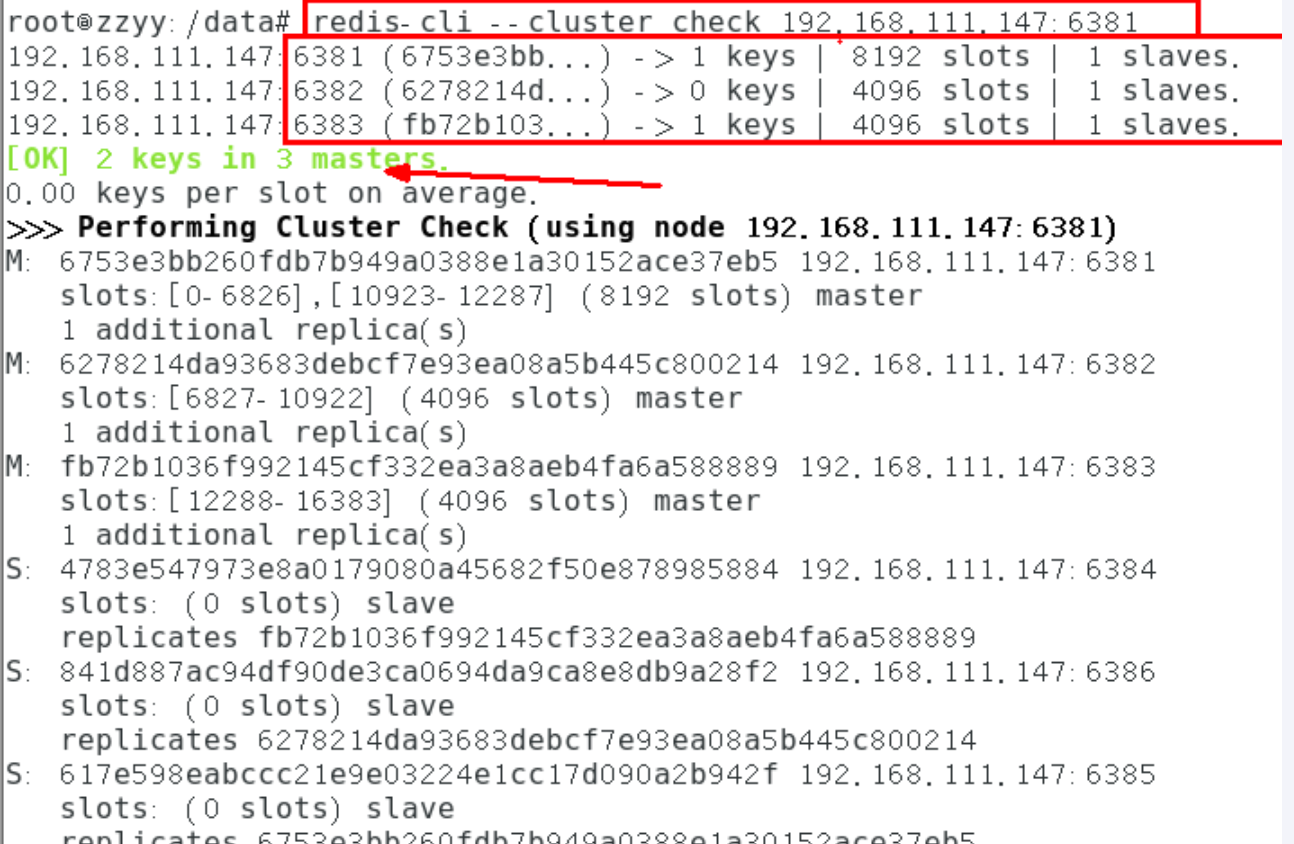 root@zzyy:/data# redis-cli --cluster check 192.168.111.147:6381
192.168.111.147:6381 (6753e3bb...) -> 1 keys | 8192 slots | 1 slaves.
192.168.111.147:6382 (6278214d...) -> 0 keys | 4096 slots | 1 slaves.
192.168.111.147:6383 (fb72b103...) -> 1 keys | 4096 slots | 1 slaves.
[OK] 2 keys in 3 masters.
0.00 keys per slot on average.
>>> Performing Cluster Check (using node 192.168.111.147:6381)
M: 6753e3bb260fdb7b949a0388e1a30152ace37eb5 192.168.111.147:6381
slots:[0-6826],[10923-12287] (8192 slots) master
1 additional replica(s)
M: 6278214da93683debcf7e93ea08a5b445c800214 192.168.111.147:6382
slots:[6827-10922] (4096 slots) master
1 additional replica(s)
M: fb72b1036f992145cf332ea3a8aeb4fa6a588889 192.168.111.147:6383
slots:[12288-16383] (4096 slots) master
1 additional replica(s)
S: 4783e547973e8a0179080a45682f50e878985884 192.168.111.147:6384
slots: (0 slots) slave
replicates fb72b1036f992145cf332ea3a8aeb4fa6a588889
S: 841d887ac94df90de3ca0694da9ca8e8db9a28f2 192.168.111.147:6386
slots: (0 slots) slave
replicates 6278214da93683debcf7e93ea08a5b445c800214
S: 617e598eabccc21e9e03224e1cc17d090a2b942f 192.168.111.147:6385
slots: (0 slots) slave
replicates 6753e3bb260fdb7b949a0388e1a30152ace37eb5